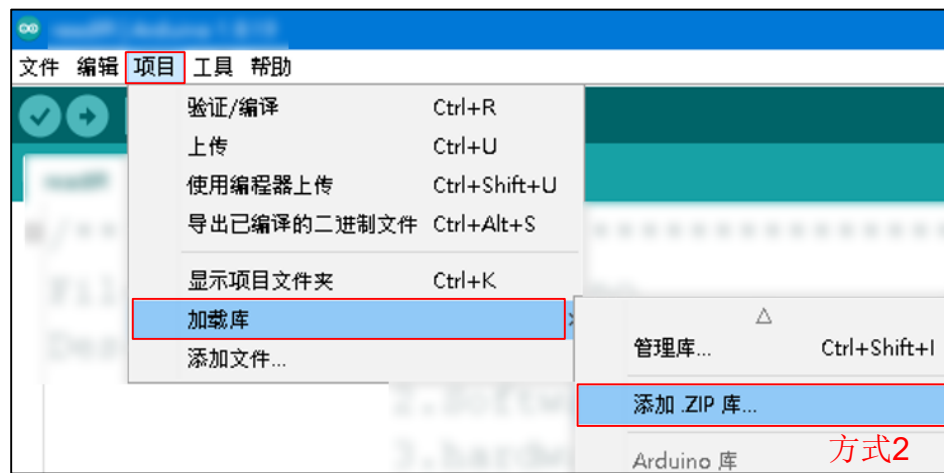 文件 编辑 项目 工具 帮助
验证/编译 Ctrl+R
上传 Ctrl+U
使用编程器上传 Ctrl+Shift+U
导出已编译的二进制文件 Ctrl+Alt+S
显示项目文件夹 Ctrl+K
加载库
管理库... Ctrl+Shift+I
添加文件...
添加 .ZIP 库...
Arduino 库
方式2